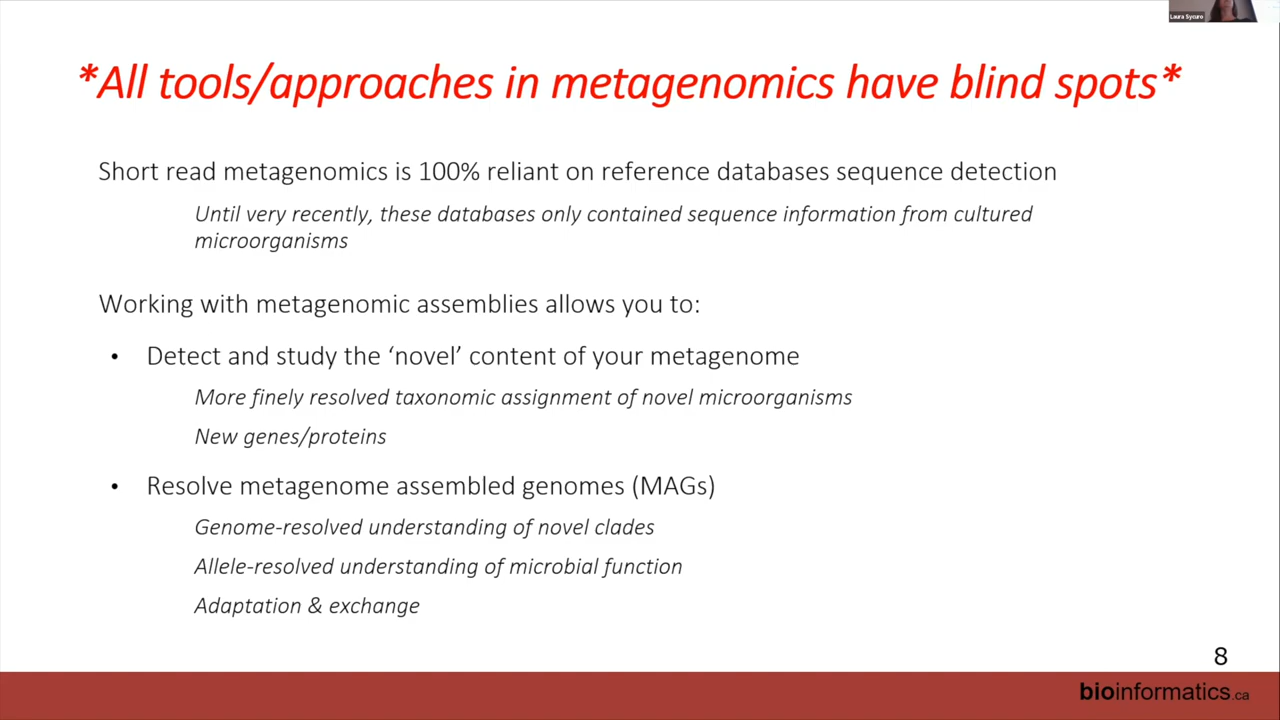 Laura Sycuro
*All tools/approaches in metagenomics have blind spots*
Short read metagenomics is 100% reliant on reference databases sequence detection
Until very recently, these databases only contained sequence information from cultured
microorganisms
Working with metagenomic assemblies allows you to:
• Detect and study the ‘novel’ content of your metagenome
More finely resolved taxonomic assignment of novel microorganisms
New genes/proteins
• Resolve metagenome assembled genomes (MAGs)
Genome-resolved understanding of novel clades
Allele-resolved understanding of microbial function
Adaptation & exchange
8
bioinformatics.ca